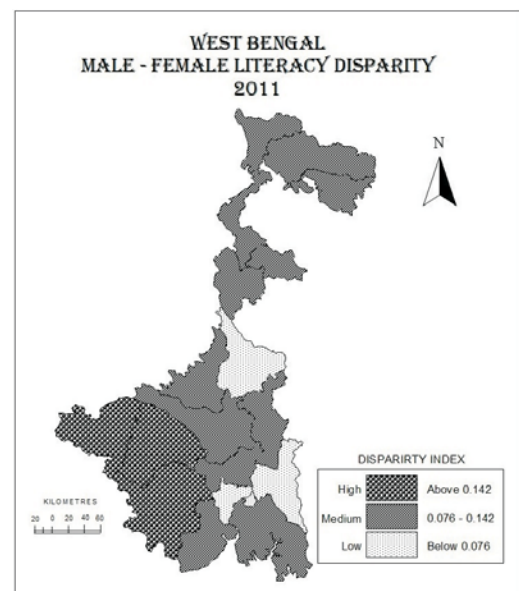 WEST BENGAL
MALE - FEMALE LITERACY DISPARITY
2011
N
DISPARIRTY INDEX
High Above 0.142
Medium 0.076 - 0.142
Low Below 0.076
KILOMETRES
20 0 20 40 60